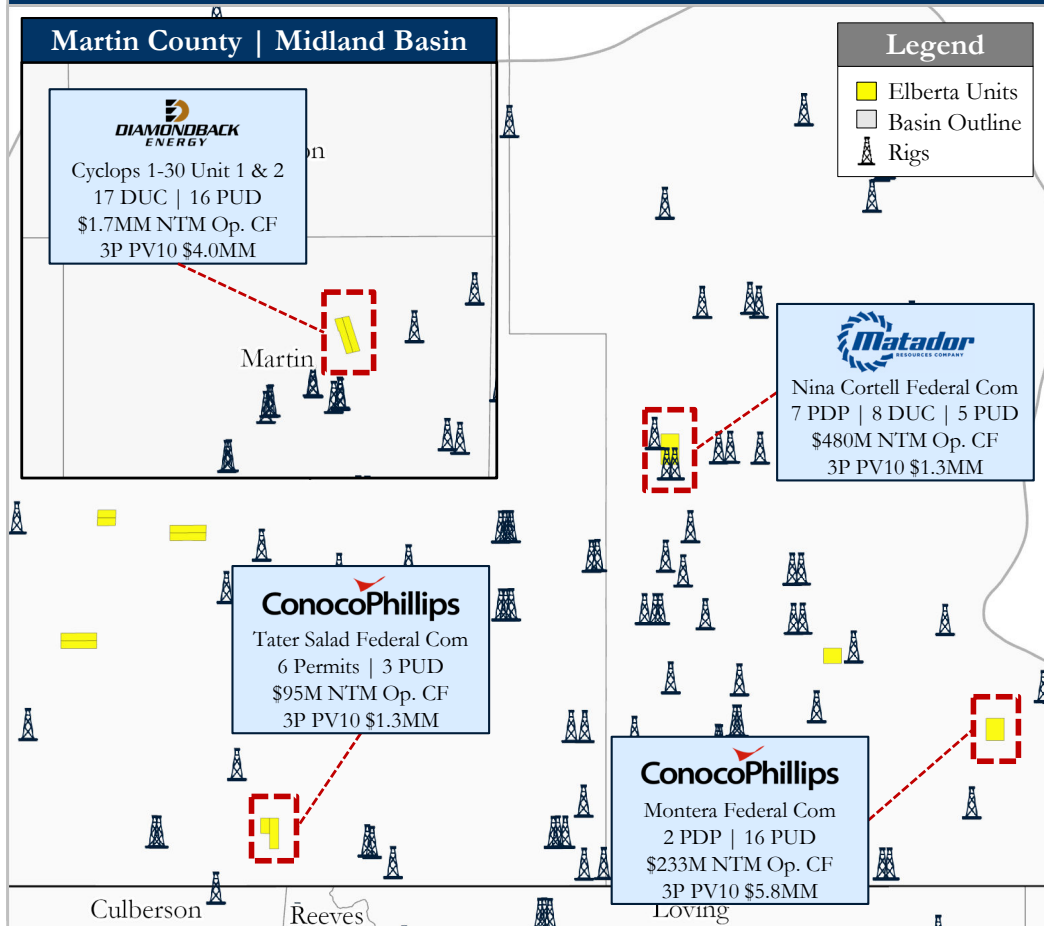 Martin County | Midland Basin
DIAMONDBACK
ENERGY
Cyclops 1-30 Unit 1 & 2
17 DUC | 16 PUD
$1.7MM NTM Op. CF
3P PV10 $4.0MM
on
Martin
Legend
Elberta Units
Basin Outline
Rigs
Matador
RESOURCES COMPANY
Nina Cortell Federal Com
7 PDP | 8 DUC | 5 PUD
$480M NTM Op. CF
3P PV10 $1.3MM
ConocoPhillips
Tater Salad Federal Com
6 Permits | 3 PUD
$95M NTM Op. CF
3P PV10 $1.3MM
ConocoPhillips
Montera Federal Com
2 PDP | 16 PUD
$233M NTM Op. CF
3P PV10 $5.8MM
Culberson
Reeves
Loving